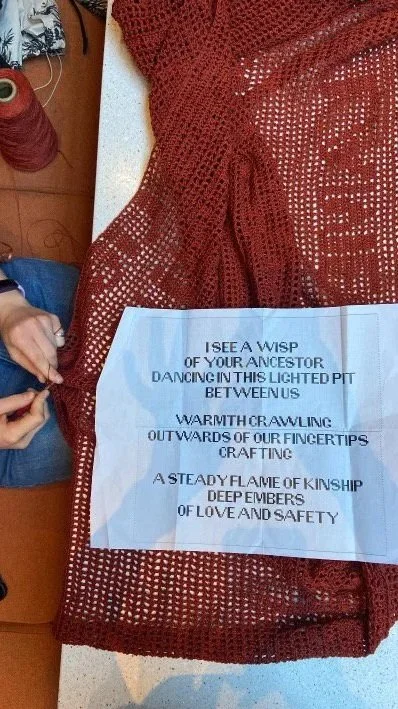 I SEE A WISP
OF YOUR ANCESTOR
DANCING IN THIS LIGHTED PIT
BETWEEN US
WARMTH CRAWLING
OUTWARDS OF OUR FINGERTIPS
CRAFTING
A STEADY FLAME OF KINSHIP
DEEP EMBERS
OF LOVE AND SAFETY